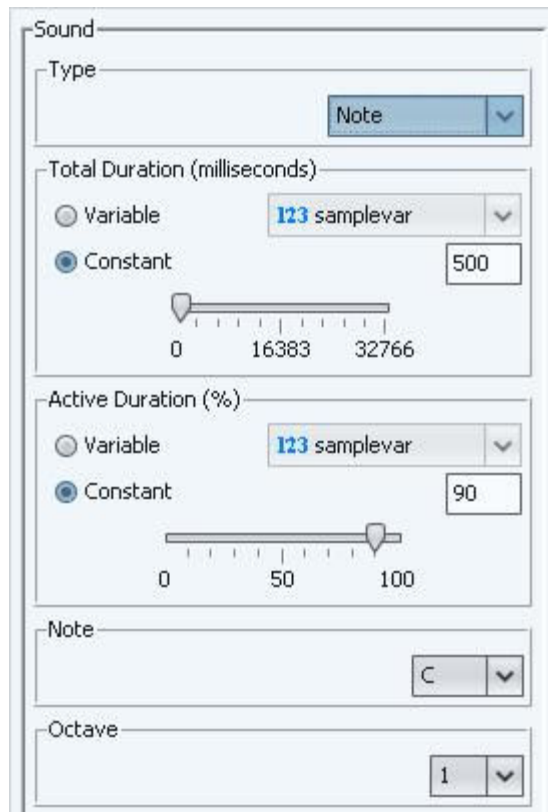 Sound
Type
Note
Total Duration (milliseconds)
Variable 123 samplevar
Constant 500
0 16383 32766
Active Duration (%)
Variable 123 samplevar
Constant 90
0 50 100
Note
C
Octave
1